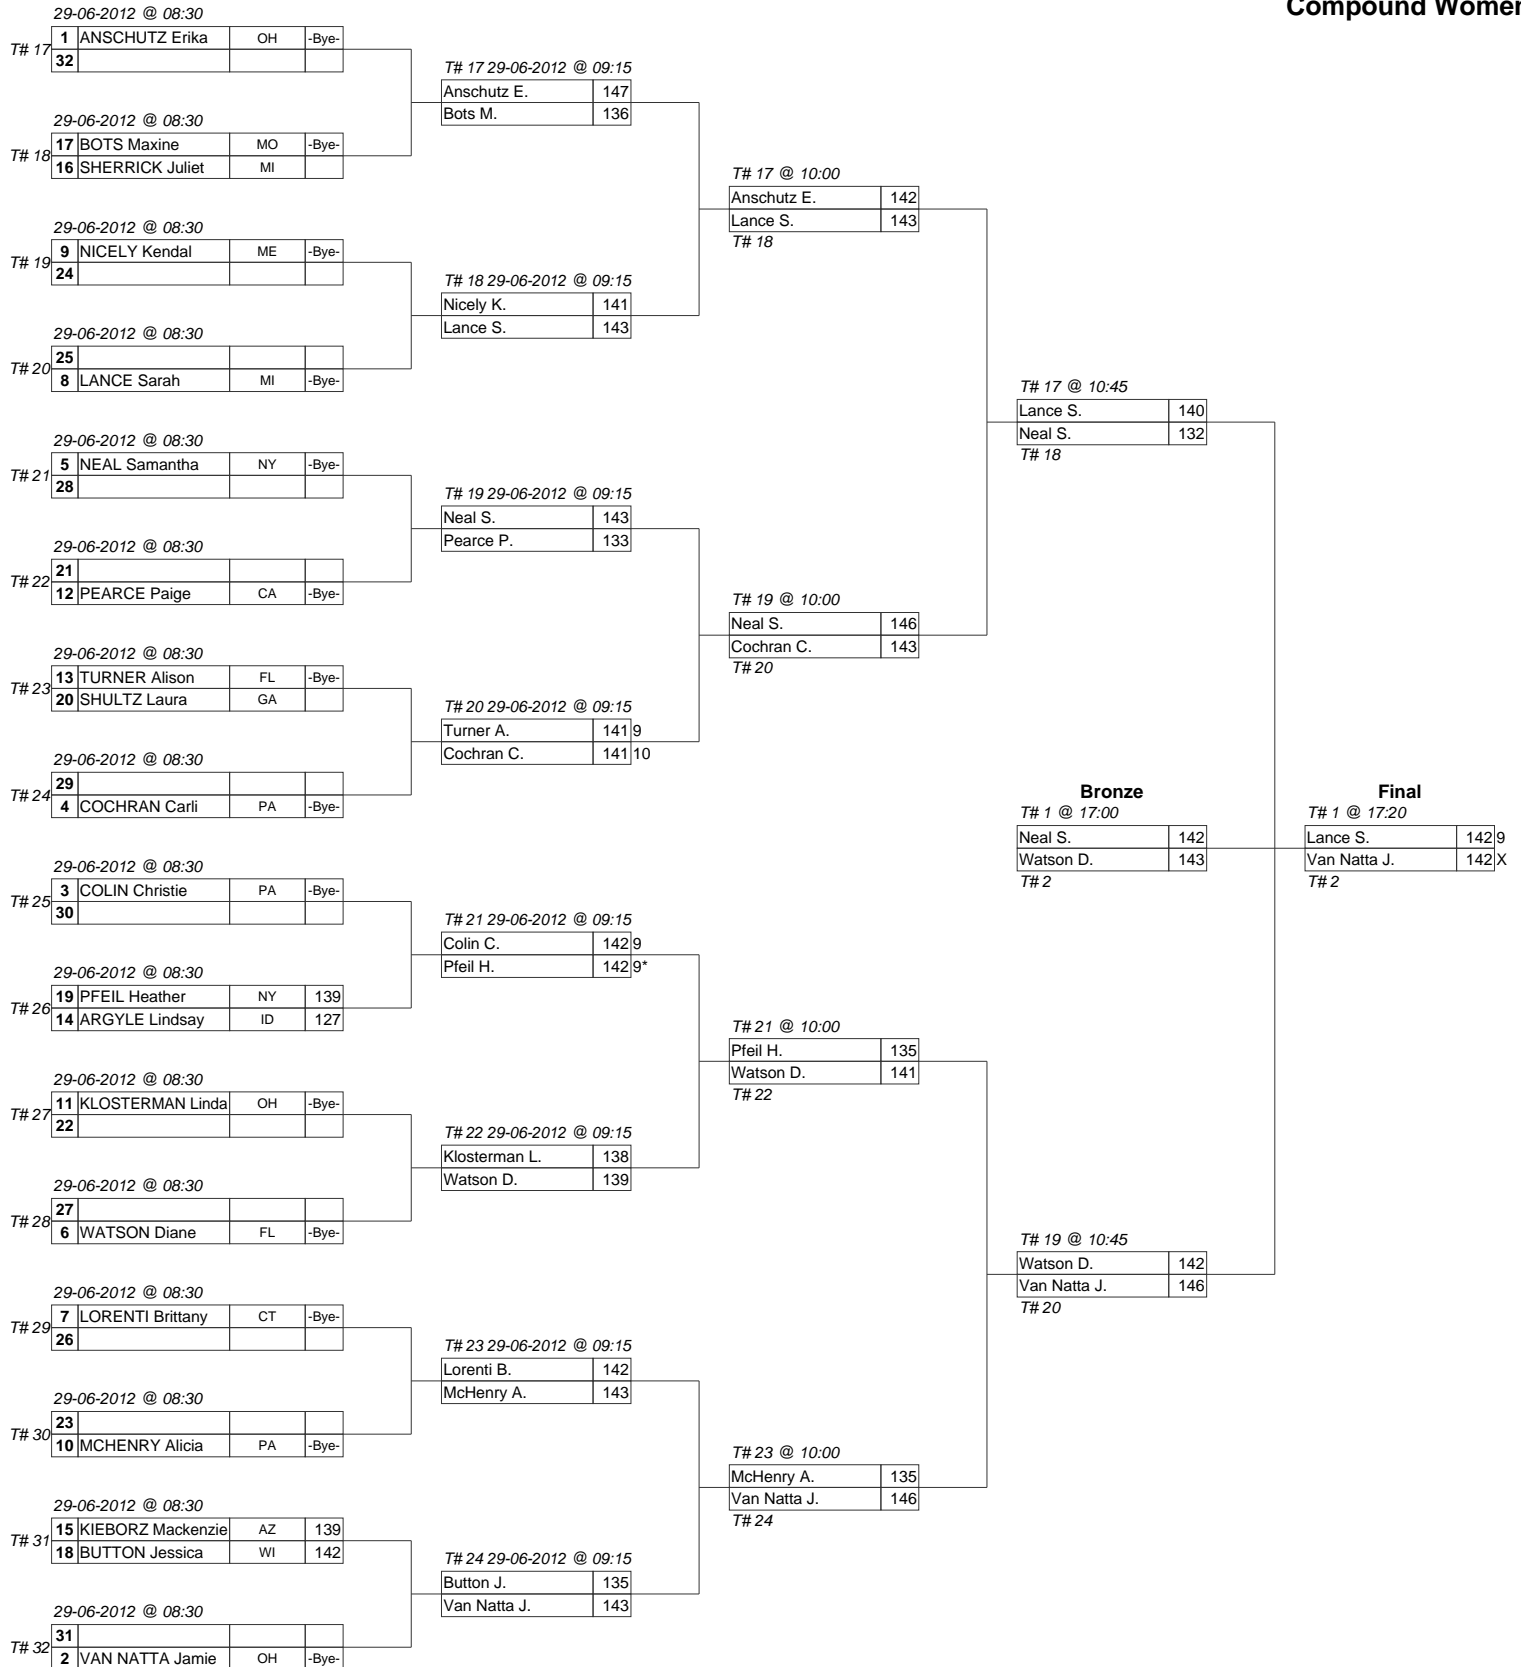 Compound Women
29-06-2012 @ 08:30
T# 17
1 ANSCHUTZ Erika OH -Bye-
32
29-06-2012 @ 08:30
T# 18
17 BOTS Maxine MO -Bye-
16 SHERRICK Juliet MI
29-06-2012 @ 08:30
T# 19
9 NICELY Kendal ME -Bye-
24
29-06-2012 @ 08:30
T# 20
25
8 LANCE Sarah MI -Bye-
29-06-2012 @ 08:30
T# 21
5 NEAL Samantha NY -Bye-
28
29-06-2012 @ 08:30
T# 22
21
12 PEARCE Paige CA -Bye-
29-06-2012 @ 08:30
T# 23
13 TURNER Alison FL -Bye-
20 SHULTZ Laura GA
29-06-2012 @ 08:30
T# 24
29
4 COCHRAN Carli PA -Bye-
29-06-2012 @ 08:30
T# 25
3 COLIN Christie PA -Bye-
30
29-06-2012 @ 08:30
T# 26
19 PFEIL Heather NY 139
14 ARGYLE Lindsay ID 127
29-06-2012 @ 08:30
T# 27
11 KLOSTERMAN Linda OH -Bye-
22
29-06-2012 @ 08:30
T# 28
27
6 WATSON Diane FL -Bye-
29-06-2012 @ 08:30
T# 29
7 LORENTI Brittany CT -Bye-
26
29-06-2012 @ 08:30
T# 30
23
10 MCHENRY Alicia PA -Bye-
29-06-2012 @ 08:30
T# 31
15 KIEBORZ Mackenzie AZ 139
18 BUTTON Jessica WI 142
29-06-2012 @ 08:30
T# 32
31
2 VAN NATTA Jamie OH -Bye-
T# 17 29-06-2012 @ 09:15
Anschutz E. 147
Bots M. 136
T# 18 29-06-2012 @ 09:15
Nicely K. 141
Lance S. 143
T# 19 29-06-2012 @ 09:15
Neal S. 143
Pearce P. 133
T# 20 29-06-2012 @ 09:15
Turner A. 141 9
Cochran C. 141 10
T# 21 29-06-2012 @ 09:15
Colin C. 142 9
Pfeil H. 142 9*
T# 22 29-06-2012 @ 09:15
Klosterman L. 138
Watson D. 139
T# 23 29-06-2012 @ 09:15
Lorenti B. 142
McHenry A. 143
T# 24 29-06-2012 @ 09:15
Button J. 135
Van Natta J. 143
T# 17 @ 10:00
Anschutz E. 142
Lance S. 143
T# 18
T# 19 @ 10:00
Neal S. 146
Cochran C. 143
T# 20
T# 21 @ 10:00
Pfeil H. 135
Watson D. 141
T# 22
T# 23 @ 10:00
McHenry A. 135
Van Natta J. 146
T# 24
T# 17 @ 10:45
Lance S. 140
Neal S. 132
T# 18
Bronze
T# 1 @ 17:00
Neal S. 142
Watson D. 143
T# 2
T# 19 @ 10:45
Watson D. 142
Van Natta J. 146
T# 20
Final
T# 1 @ 17:20
Lance S. 142 9
Van Natta J. 142 X
T# 2